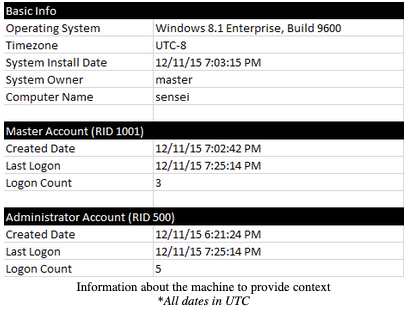 Basic Info
Operating System Windows 8.1 Enterprise, Build 9600
Timezone UTC-8
System Install Date 12/11/15 7:03:15 PM
System Owner master
Computer Name sensei
Master Account (RID 1001)
Created Date 12/11/15 7:02:42 PM
Last Logon 12/11/15 7:25:14 PM
Logon Count 3
Administrator Account (RID 500)
Created Date 12/11/15 6:21:24 PM
Last Logon 12/11/15 7:25:14 PM
Logon Count 5
Information about the machine to provide context
*All dates in UTC